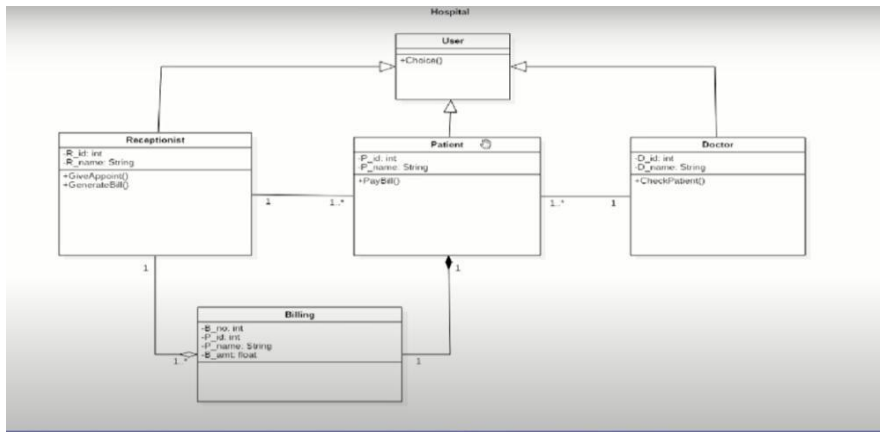 Hospital
User
+Choice()
Receptionist
-R_id: int
-R_name: String
+GiveAppoint()
+GenerateBill()
Patient
-P_id: int
-P_name: String
+PayBill()
Doctor
-D_id: int
-D_name: String
+CheckPatient()
1
1..*
1..*
1
1
1
Billing
-B_no: int
-P_id: int
-P_name: String
-B_amt: float
1..*
1